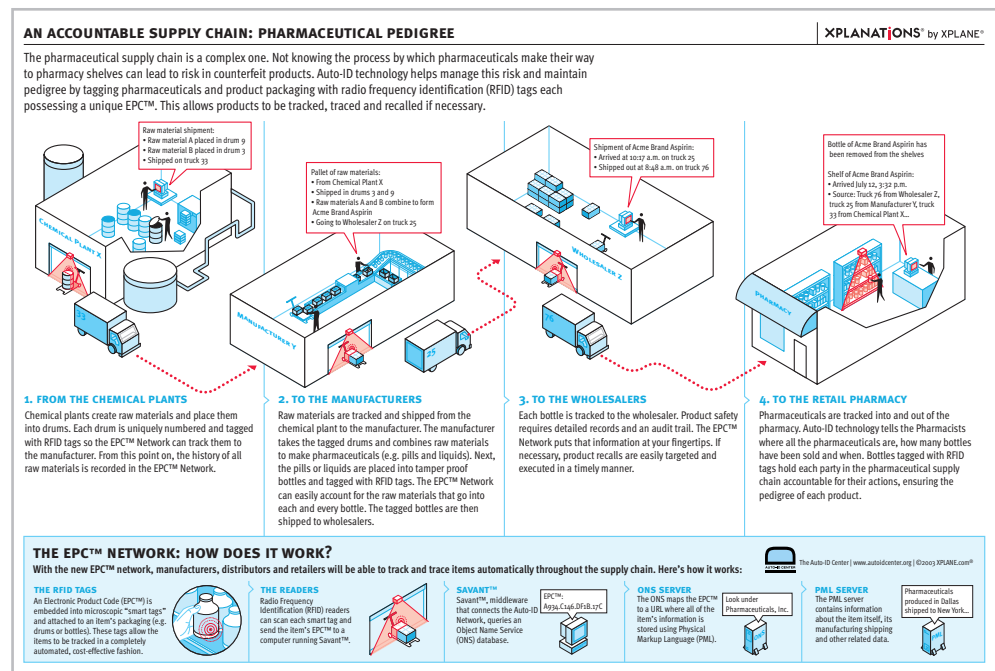 AN ACCOUNTABLE SUPPLY CHAIN: PHARMACEUTICAL PEDIGREE
XPLANATiONS® by XPLANE®
The pharmaceutical supply chain is a complex one. Not knowing the process by which pharmaceuticals make their way
to pharmacy shelves can lead to risk in counterfeit products. Auto-ID technology helps manage this risk and maintain
pedigree by tagging pharmaceuticals and product packaging with radio frequency identification (RFID) tags each
possessing a unique EPC™. This allows products to be tracked, traced and recalled if necessary.
Raw material shipment:
• Raw material A placed in drum 9
• Raw material B placed in drum 3
• Shipped on truck 33
CHEMICAL PLANT X
33
Pallet of raw materials:
• From Chemical Plant X
• Shipped in drums 3 and 9
• Raw materials A and B combine to form
Acme Brand Aspirin
• Going to Wholesaler Z on truck 25
MANUFACTURER Y
25
Shipment of Acme Brand Aspirin:
• Arrived at 10:17 a.m. on truck 25
• Shipped out at 8:48 a.m. on truck 76
WHOLESALER Z
76
Bottle of Acme Brand Aspirin has
been removed from the shelves
Shelf of Acme Brand Aspirin:
• Arrived July 12, 3:32 p.m.
• Source: Truck 76 from Wholesaler Z,
truck 25 from Manufacturer Y, truck
33 from Chemical Plant X...
PHARMACY
1. FROM THE CHEMICAL PLANTS
Chemical plants create raw materials and place them
into drums. Each drum is uniquely numbered and tagged
with RFID tags so the EPC™ Network can track them to
the manufacturer. From this point on, the history of all
raw materials is recorded in the EPC™ Network.
2. TO THE MANUFACTURERS
Raw materials are tracked and shipped from the
chemical plant to the manufacturer. The manufacturer
takes the tagged drums and combines raw materials
to make pharmaceuticals (e.g. pills and liquids). Next,
the pills or liquids are placed into tamper proof
bottles and tagged with RFID tags. The EPC™ Network
can easily account for the raw materials that go into
each and every bottle. The tagged bottles are then
shipped to wholesalers.
3. TO THE WHOLESALERS
Each bottle is tracked to the wholesaler. Product safety
requires detailed records and an audit trail. The EPC™
Network puts that information at your fingertips. If
necessary, product recalls are easily targeted and
executed in a timely manner.
4. TO THE RETAIL PHARMACY
Pharmaceuticals are tracked into and out of the
pharmacy. Auto-ID technology tells the Pharmacists
where all the pharmaceuticals are, how many bottles
have been sold and when. Bottles tagged with RFID
tags hold each party in the pharmaceutical supply
chain accountable for their actions, ensuring the
pedigree of each product.
THE EPC™ NETWORK: HOW DOES IT WORK?
With the new EPC™ network, manufacturers, distributors and retailers will be able to track and trace items automatically throughout the supply chain. Here's how it works:
AUTO-ID CENTER
The Auto-ID Center | www.autoidcenter.org | ©2003 XPLANE.com®
THE RFID TAGS
An Electronic Product Code (EPC™) is
embedded into microscopic "smart tags"
and attached to an item's packaging (e.g.
drums or bottles). These tags allow the
items to be tracked in a completely
automated, cost-effective fashion.
THE READERS
Radio Frequency
Identification (RFID) readers
can scan each smart tag and
send the item's EPC™ to a
computer running Savant™.
SAVANT™
Savant™, middleware
that connects the Auto-ID
network, queries an
Object Name Service
(ONS) database.
EPC™:
A934.C146.DF1B.17C
ONS SERVER
The ONS maps the EPC™
to a URL where all of the
item's information is
stored using Physical
Markup Language (PML).
Look under
Pharmaceuticals, Inc.
ONS
PML SERVER
The PML server
contains information
about the item itself, its
manufacturing shipping
and other related data.
Pharmaceuticals
produced in Dallas
shipped to New York...
PML